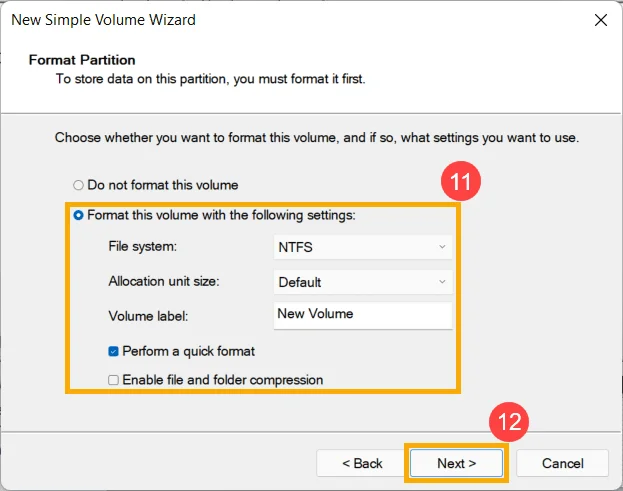 New Simple Volume Wizard
Format Partition
To store data on this partition, you must format it first.
Choose whether you want to format this volume, and if so, what settings you want to use.
Do not format this volume
11
Format this volume with the following settings:
File system: NTFS
Allocation unit size: Default
Volume label: New Volume
Perform a quick format
Enable file and folder compression
12
< Back Next > Cancel